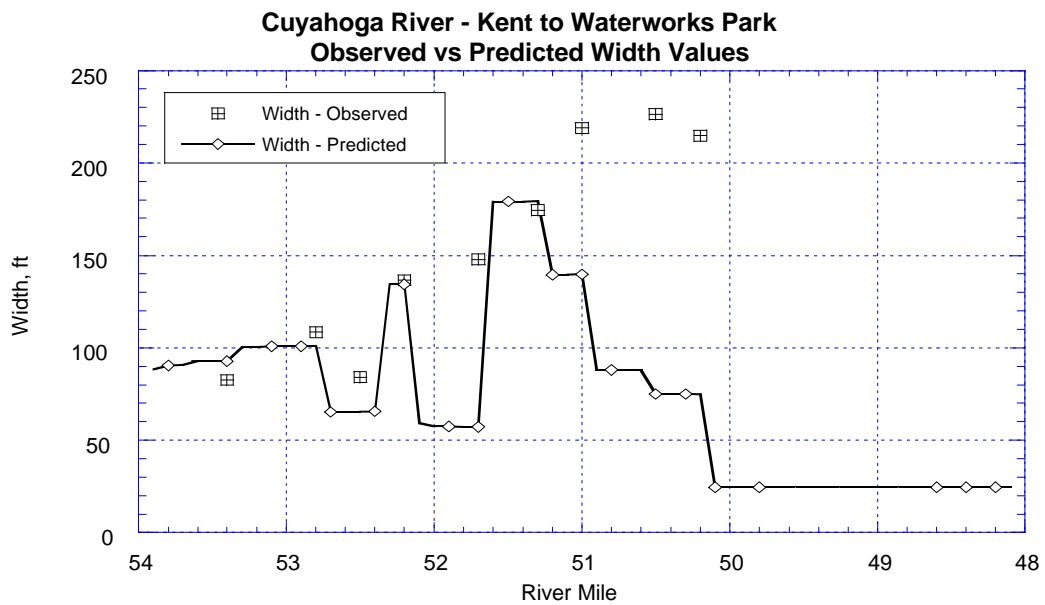 Cuyahoga River - Kent to Waterworks Park
Observed vs Predicted Width Values
250
200
150
100
50
0
Width, ft
Width - Observed
Width - Predicted
54 53 52 51 50 49 48
River Mile